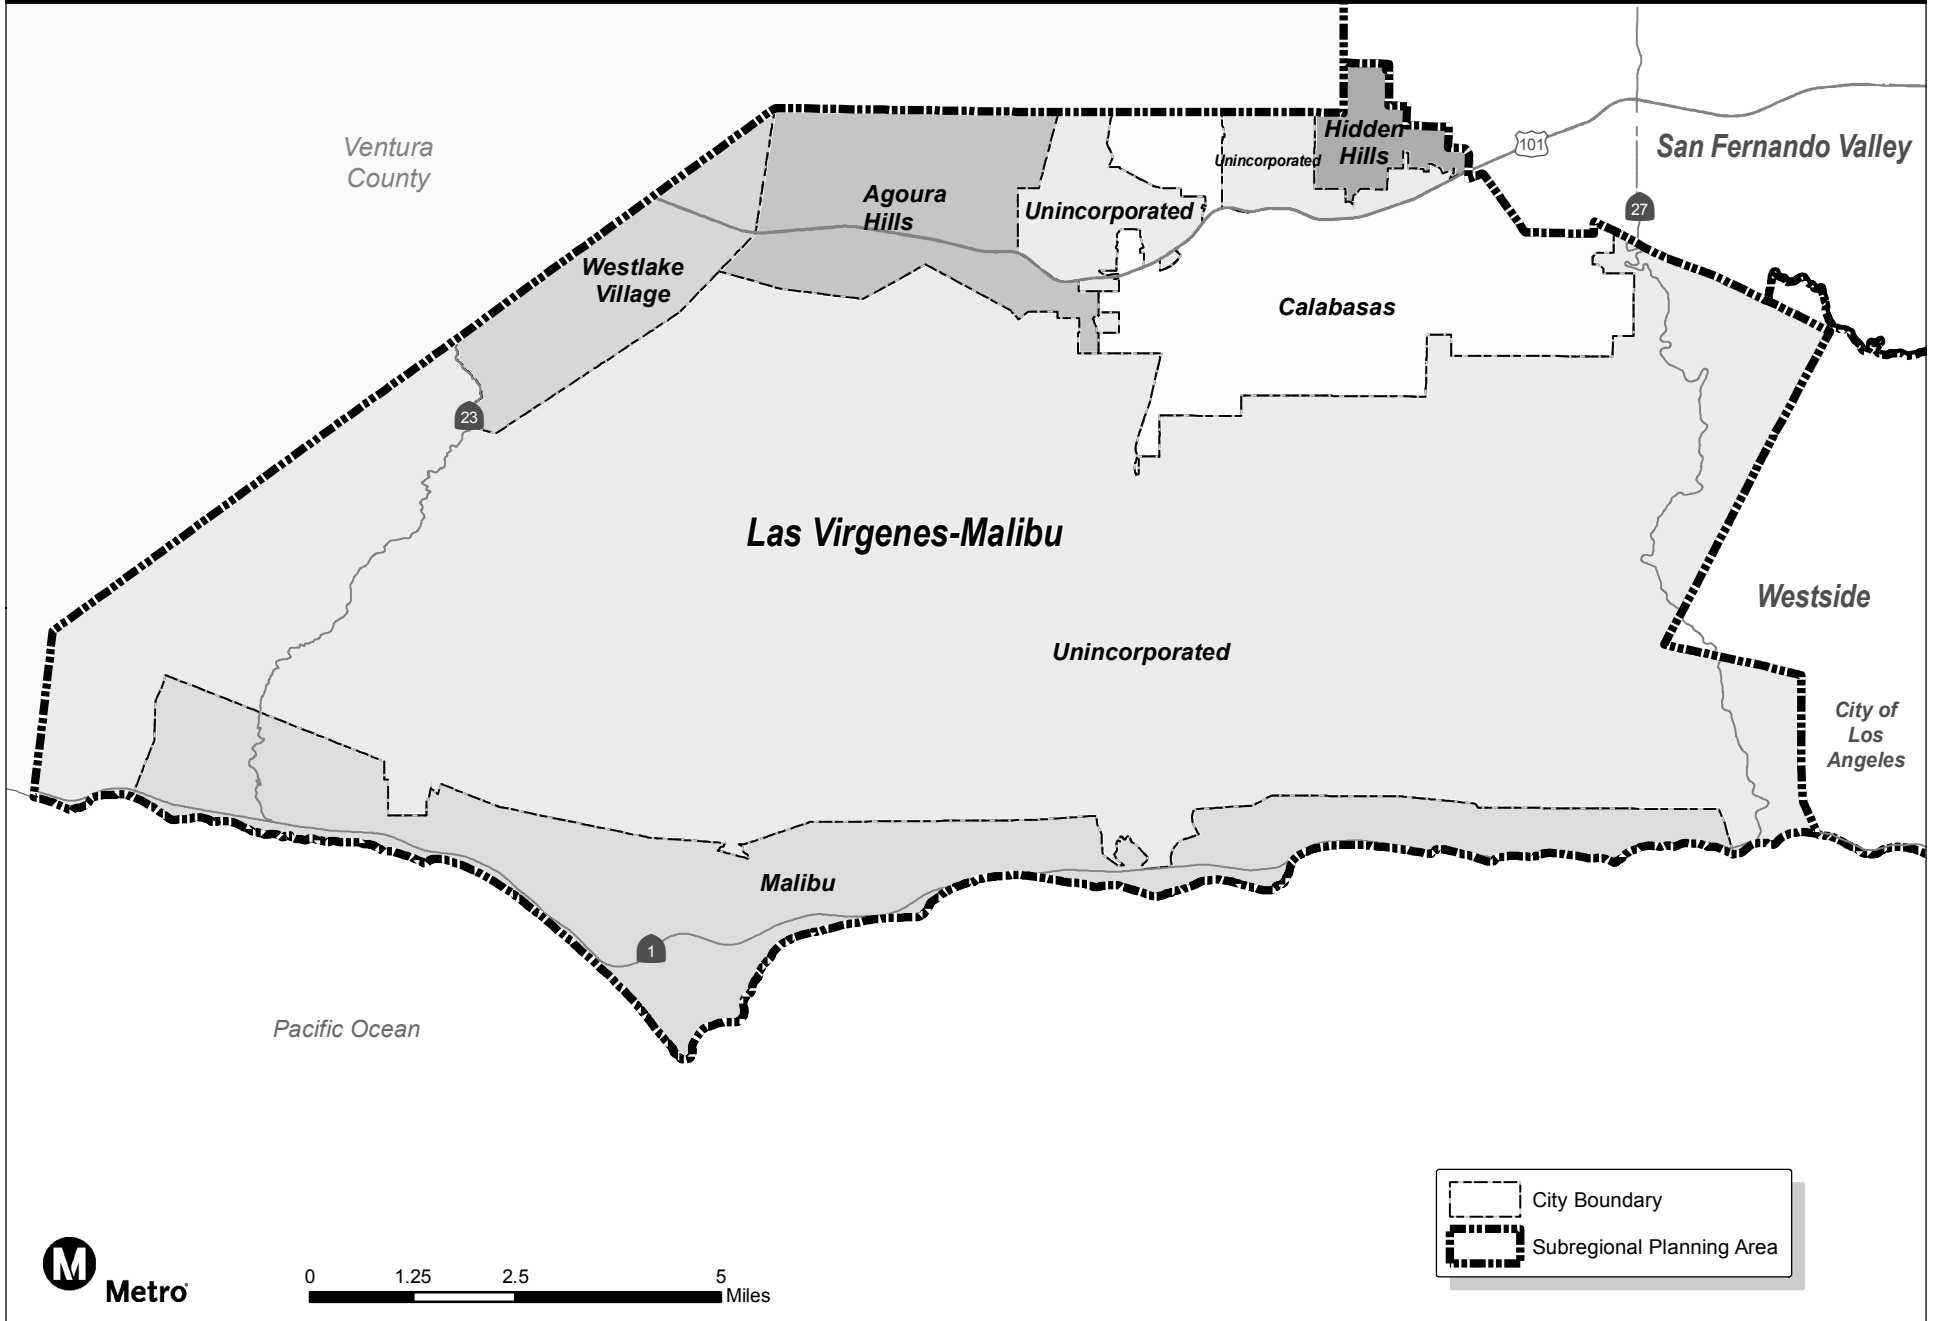 Ventura
County
Hidden
Hills
101
San Fernando Valley
Unincorporated
Agoura
Hills
Unincorporated
27
Westlake
Village
Calabasas
23
Las Virgenes-Malibu
Westside
Unincorporated
City of
Los
Angeles
Malibu
1
Pacific Ocean
City Boundary
Subregional Planning Area
M
Metro
0 1.25 2.5 5
Miles